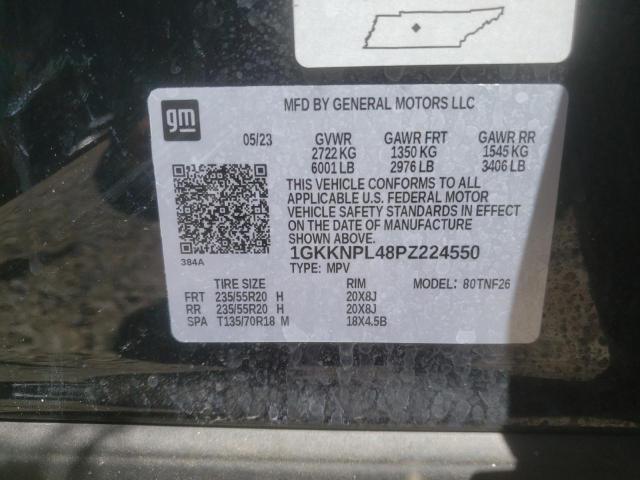 gm
MFD BY GENERAL MOTORS LLC
05/23 GVWR GAWR FRT GAWR RR
2722 KG 1350 KG 1545 KG
6001 LB 2976 LB 3406 LB
THIS VEHICLE CONFORMS TO ALL
APPLICABLE U.S. FEDERAL MOTOR
VEHICLE SAFETY STANDARDS IN EFFECT
ON THE DATE OF MANUFACTURE
SHOWN ABOVE.
384A
1GKKNPL48PZ224550
TYPE: MPV
TIRE SIZE RIM MODEL: 80TNF26
FRT 235/55R20 H 20X8J
RR 235/55R20 H 20X8J
SPA T135/70R18 M 18X4.5B